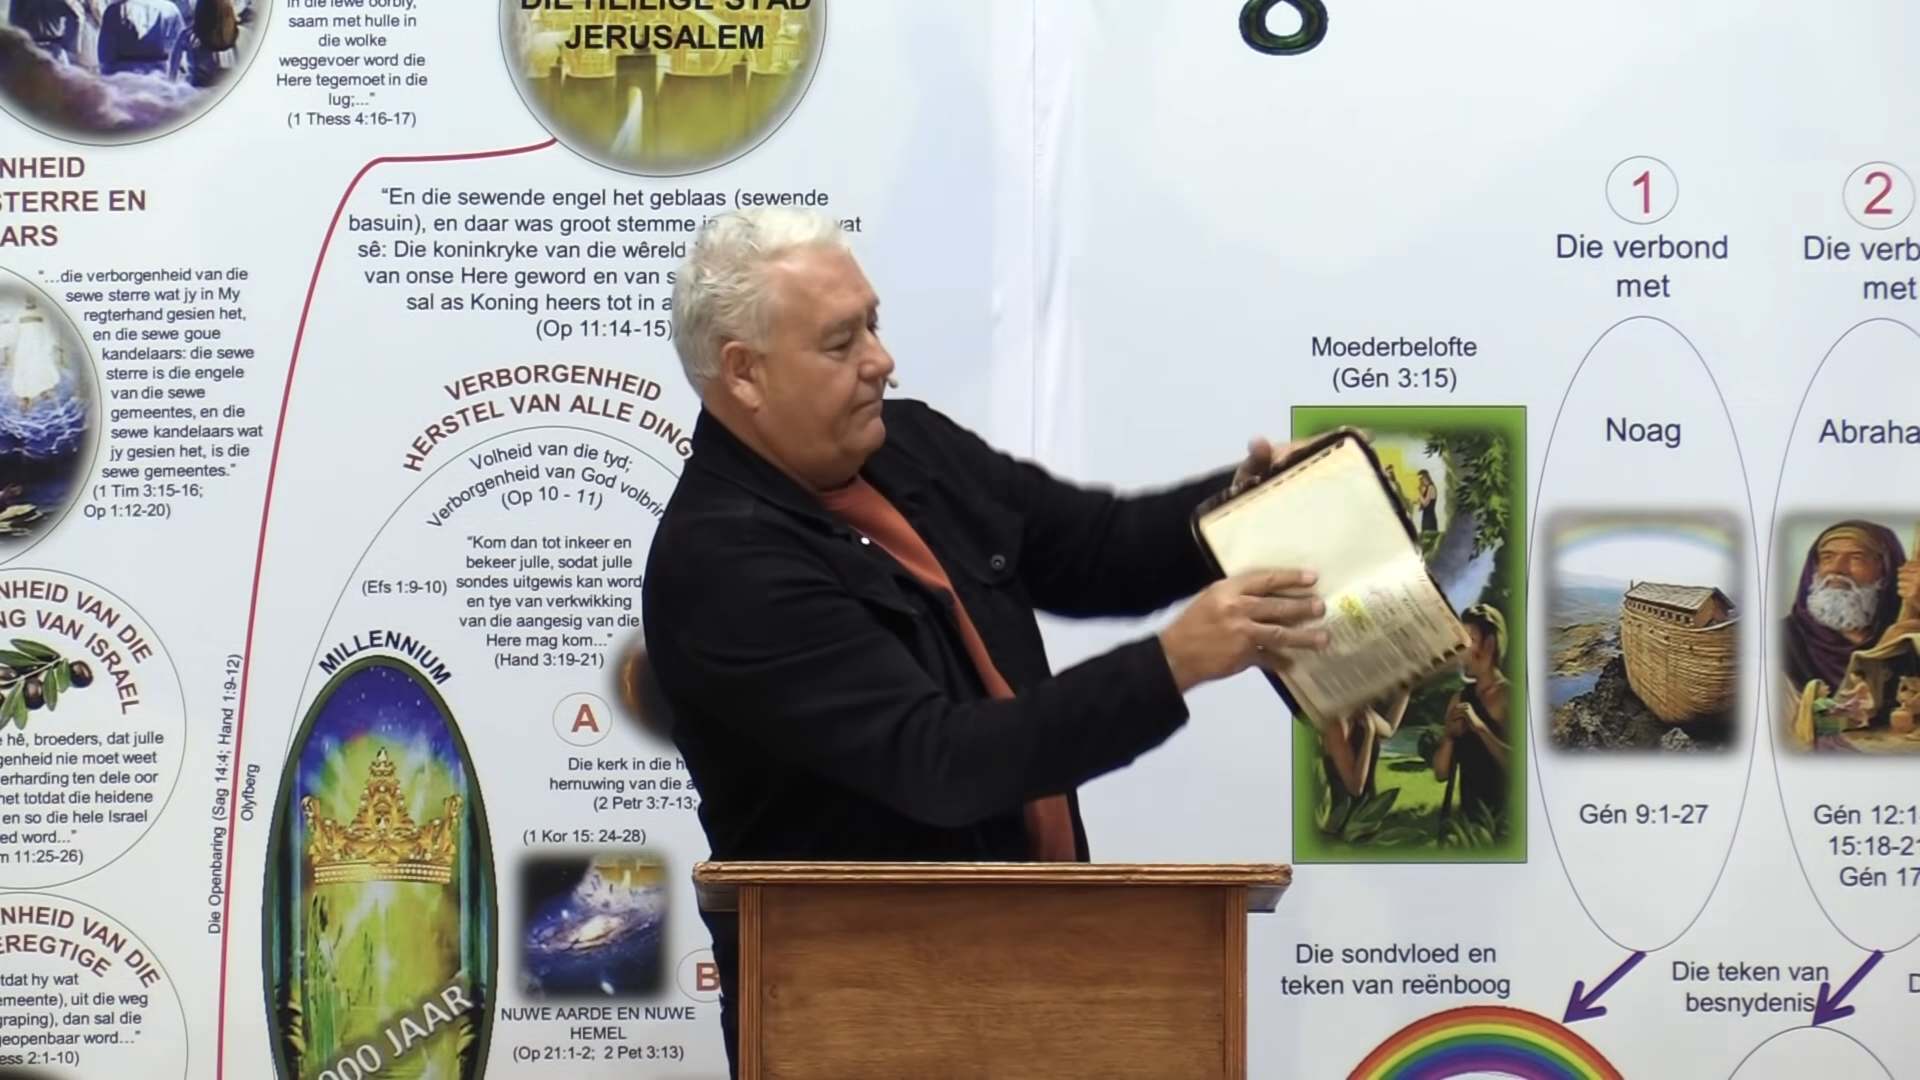 in die lewe oorbly,
saam met hulle in
die wolke
weggevoer word die
Here tegemoet in die
lug;..."
(1 Thess 4:16-17)
DIE HEILIGE STAD
JERUSALEM
NHEID
STERRE EN
ARS
"...die verborgenheid van die
sewe sterre wat jy in My
regterhand gesien het,
en die sewe goue
kandelaars: die sewe
sterre is die engele
van die sewe
gemeentes, en die
sewe kandelaars wat
jy gesien het, is die
sewe gemeentes."
(1 Tim 3:15-16;
Op 1:12-20)
"En die sewende engel het geblaas (sewende
basuin), en daar was groot stemme i at
sê: Die koninkryke van die wêreld
van onse Here geword en van s
sal as Koning heers tot in a
(Op 11:14-15)
VERBORGENHEID
HERSTEL VAN ALLE DING
Volheid van die tyd;
Verborgenheid van God volbrin
(Op 10 - 11)
"Kom dan tot inkeer en
bekeer julle, sodat julle
sondes uitgewis kan word
en tye van verkwikking
van die aangesig van die
Here mag kom..."
(Hand 3:19-21)
(Efs 1:9-10)
MILLENNIUM
000 JAAR
A
Die kerk in die h
hernuwing van die a
(2 Petr 3:7-13;
(1 Kor 15: 24-28)
B
NUWE AARDE EN NUWE
HEMEL
(Op 21:1-2; 2 Pet 3:13)
Die Openbaring (Sag 14:4; Hand 1:9-12)
Olyfberg
NHEID VAN DIE
NG VAN ISRAEL
hê, broeders, dat julle
genheid nie moet weet
erharding ten dele oor
het totdat die heidene
en so die hele Israel
ed word..."
m 11:25-26)
NHEID VAN DIE
EREGTIGE
tdat hy wat
emeente), uit die weg
graping), dan sal die
geopenbaar word..."
ess 2:1-10)
Moederbelofte
(Gén 3:15)
1
Die verbond
met
Noag
Gén 9:1-27
Die sondvloed en
teken van reënboog
2
Die verb
met
Abraha
Gén 12:1
15:18-21
Gén 17
Die teken van
besnydenis
D